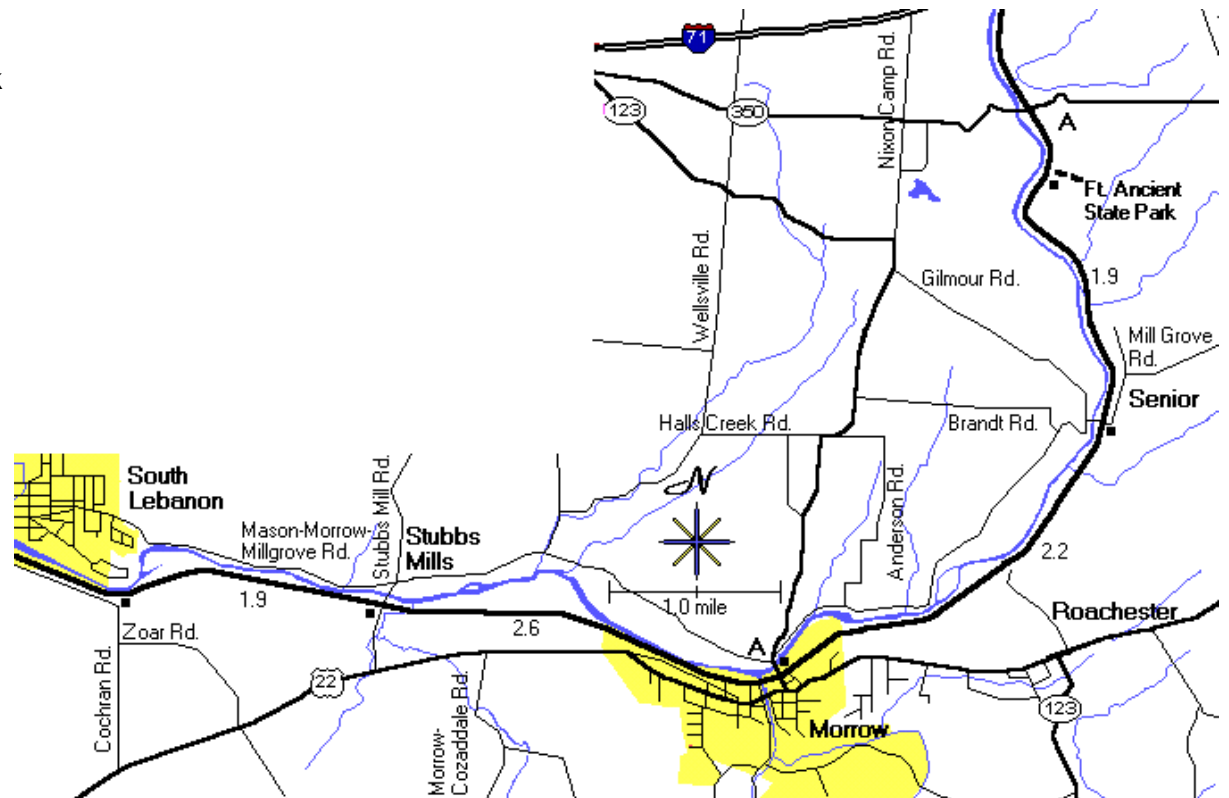 71
Nixon Camp Rd.
123
350
A
Ft. Ancient
State Park
Wellsville Rd.
Gilmour Rd.
1.9
Mill Grove
Rd.
Senior
Halls Creek Rd.
Brandt Rd.
South
Lebanon
N
Stubbs Mill Rd.
Anderson Rd.
Mason-Morrow-
Millgrove Rd.
Stubbs
Mills
2.2
1.9
1.0 mile
Roachester
Zoar Rd.
2.6
A
22
Cochran Rd.
Morrow-
Cozaddale Rd.
123
Morrow